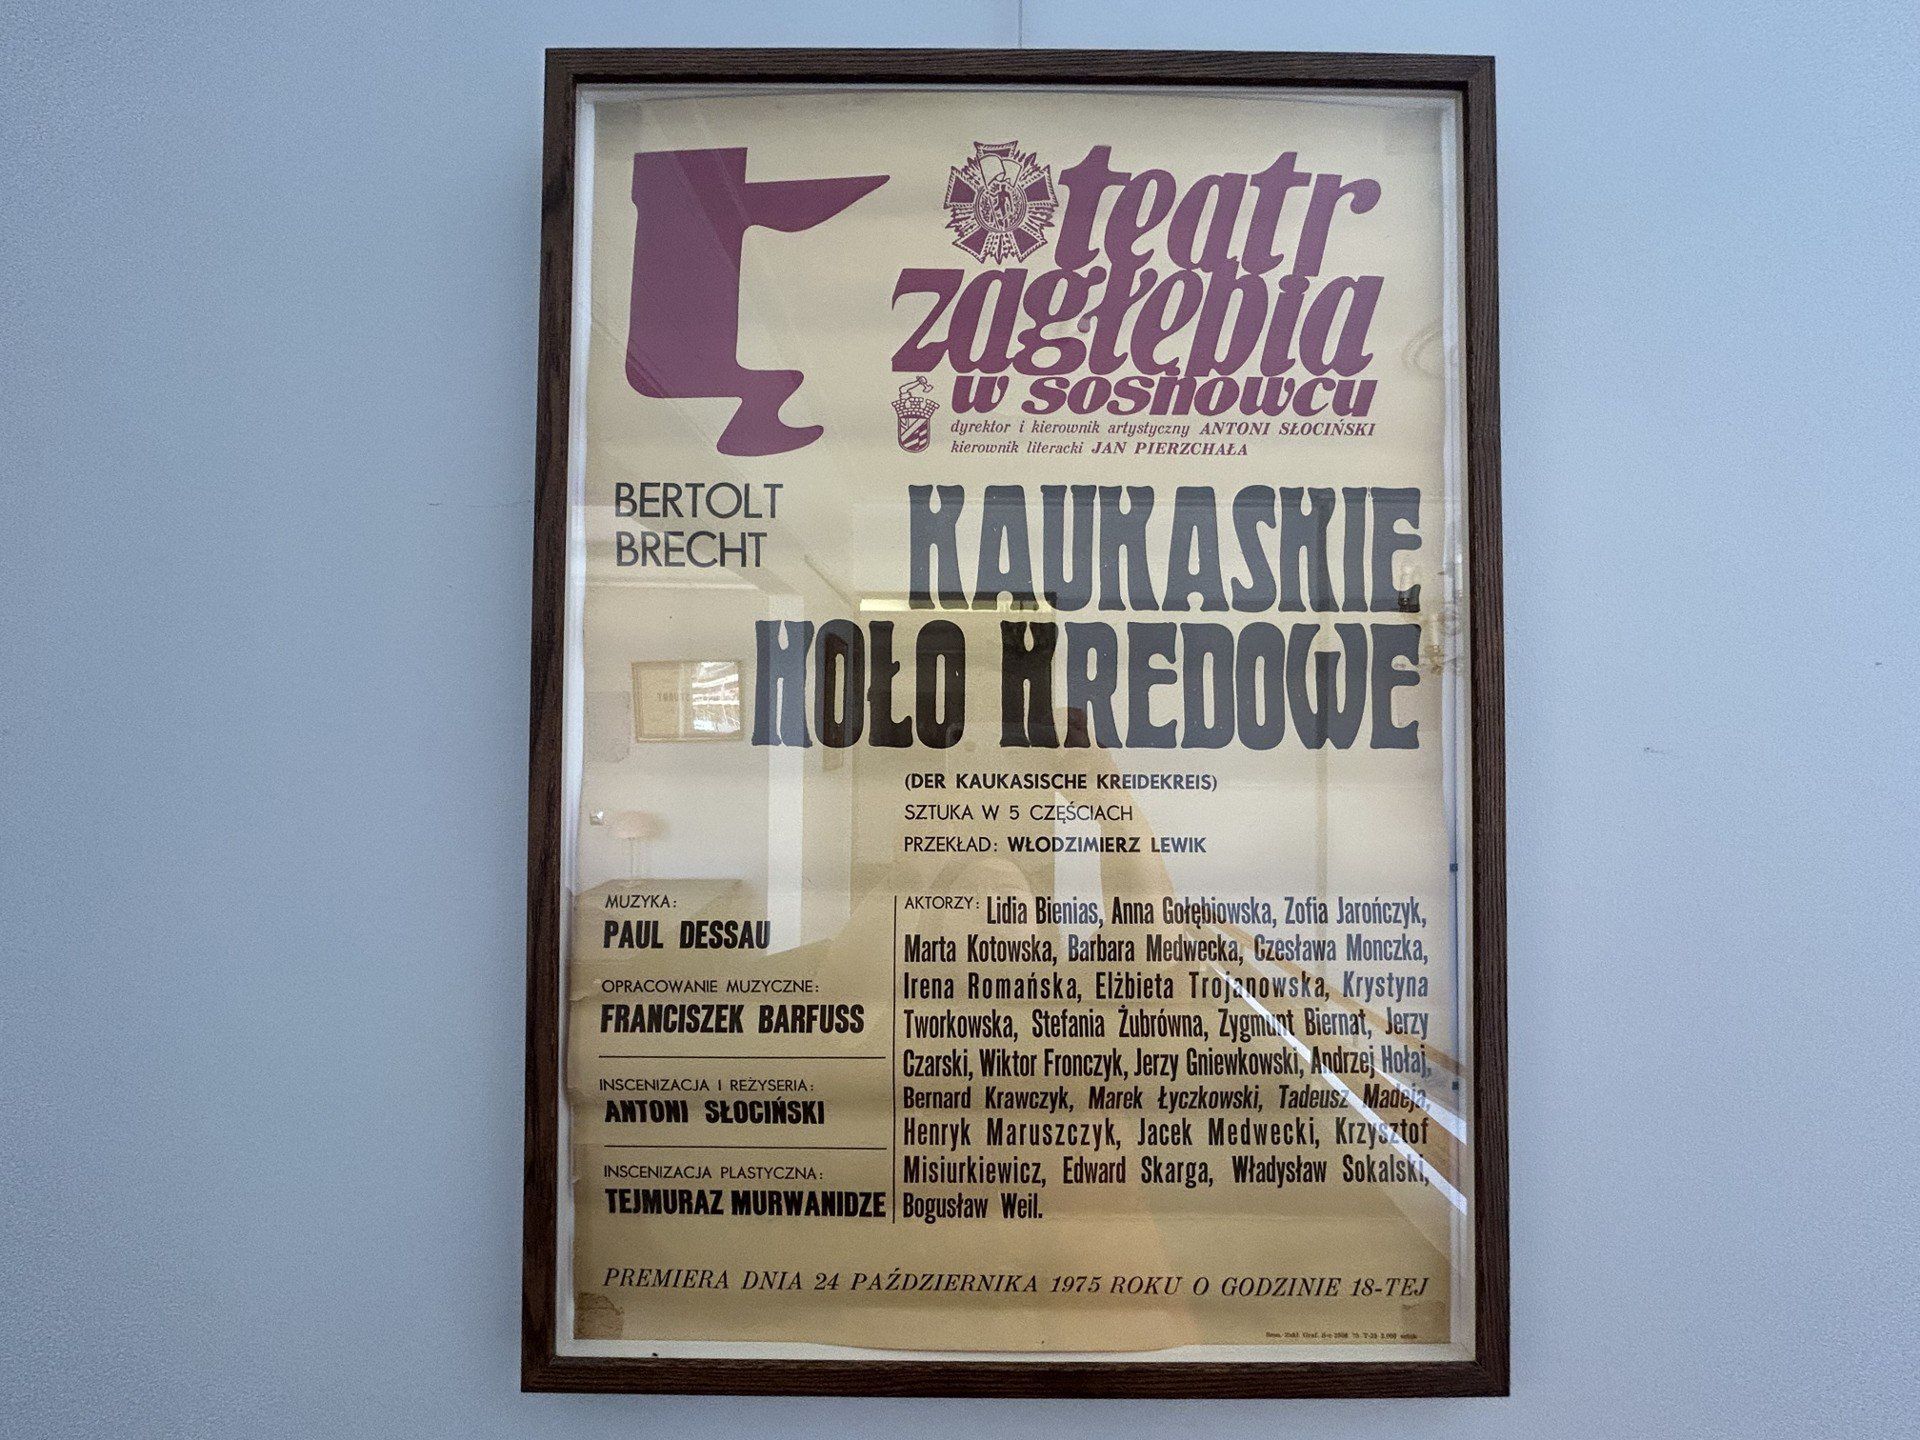 teatr
zagłębia
w sosnowcu
dyrektor i kierownik artystyczny ANTONI SŁOCIŃSKI
kierownik literacki JAN PIERZCHAŁA
BERTOLT
BRECHT
KAUKASKIE
KOŁO KREDOWE
(DER KAUKASISCHE KREIDEKREIS)
SZTUKA W 5 CZĘŚCIACH
PRZEKŁAD: WŁODZIMIERZ LEWIK
MUZYKA:
PAUL DESSAU
OPRACOWANIE MUZYCZNE:
FRANCISZEK BARFUSS
INSCENIZACJA I REŻYSERIA:
ANTONI SŁOCIŃSKI
INSCENIZACJA PLASTYCZNA:
TEJMURAZ MURWANIDZE
AKTORZY: Lidia Bienias, Anna Gołębiowska, Zofia Jarończyk,
Marta Kotowska, Barbara Medwecka, Czesława Monczka,
Irena Romańska, Elżbieta Trojanowska, Krystyna
Tworkowska, Stefania Żubrówna, Zygmunt Biernat, Jerzy
Czarski, Wiktor Fronczyk, Jerzy Gniewkowski, Andrzej Hołaj,
Bernard Krawczyk, Marek Łyczkowski, Tadeusz Madeja,
Henryk Maruszczyk, Jacek Medwecki, Krzysztof
Misiurkiewicz, Edward Skarga, Władysław Sokalski,
Bogusław Weil.
PREMIERA DNIA 24 PAŹDZIERNIKA 1975 ROKU O GODZINIE 18-TEJ